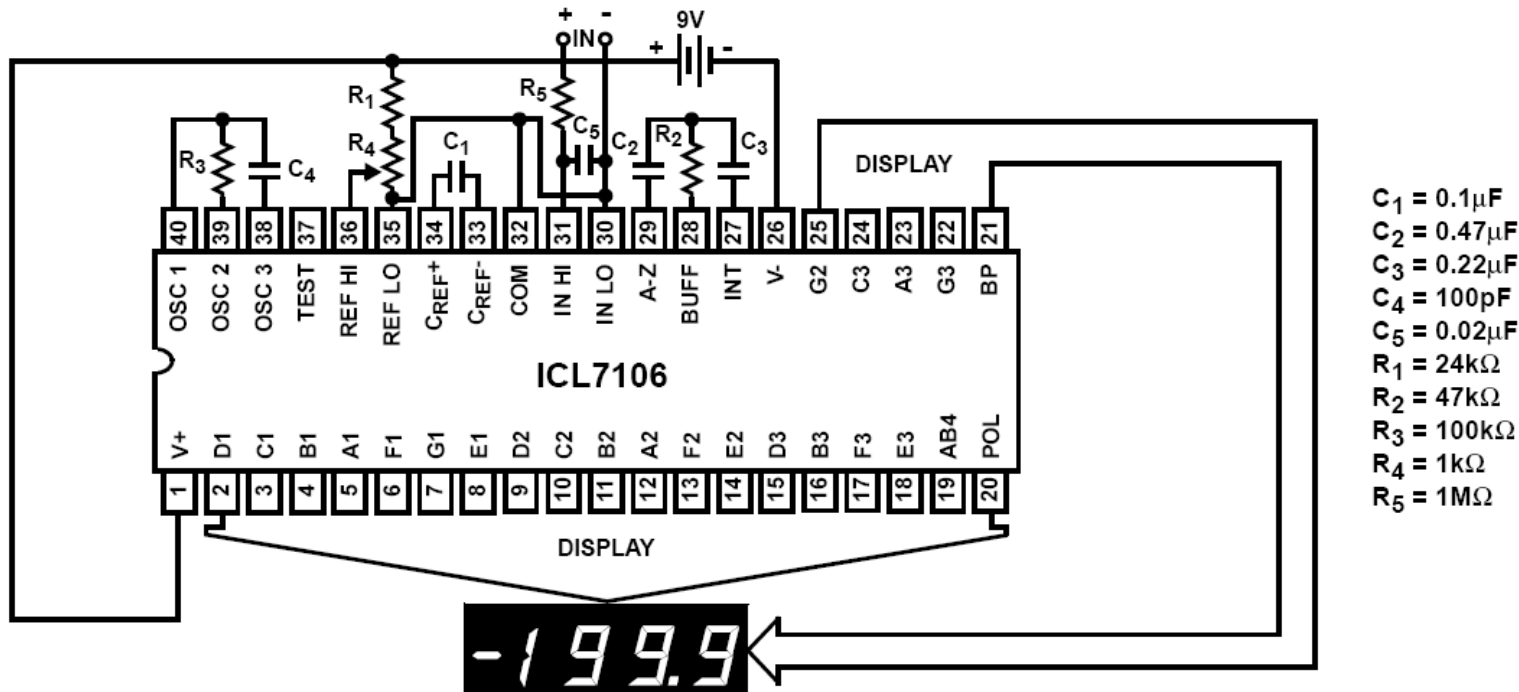 + -
IN
9V
+ -
R1
R5
C5
R4
C1
C2
R2
C3
R3
C4
DISPLAY
40 39 38 37 36 35 34 33 32 31 30 29 28 27 26 25 24 23 22 21
OSC 1
OSC 2
OSC 3
TEST
REF HI
REF LO
CREF+
CREF-
COM
IN HI
IN LO
A-Z
BUFF
INT
V-
G2
C3
A3
G3
BP
ICL7106
V+
D1
C1
B1
A1
F1
G1
E1
D2
C2
B2
A2
F2
E2
D3
B3
F3
E3
AB4
POL
1 2 3 4 5 6 7 8 9 10 11 12 13 14 15 16 17 18 19 20
DISPLAY
-199.9
C1 = 0.1μF
C2 = 0.47μF
C3 = 0.22μF
C4 = 100pF
C5 = 0.02μF
R1 = 24kΩ
R2 = 47kΩ
R3 = 100kΩ
R4 = 1kΩ
R5 = 1MΩ